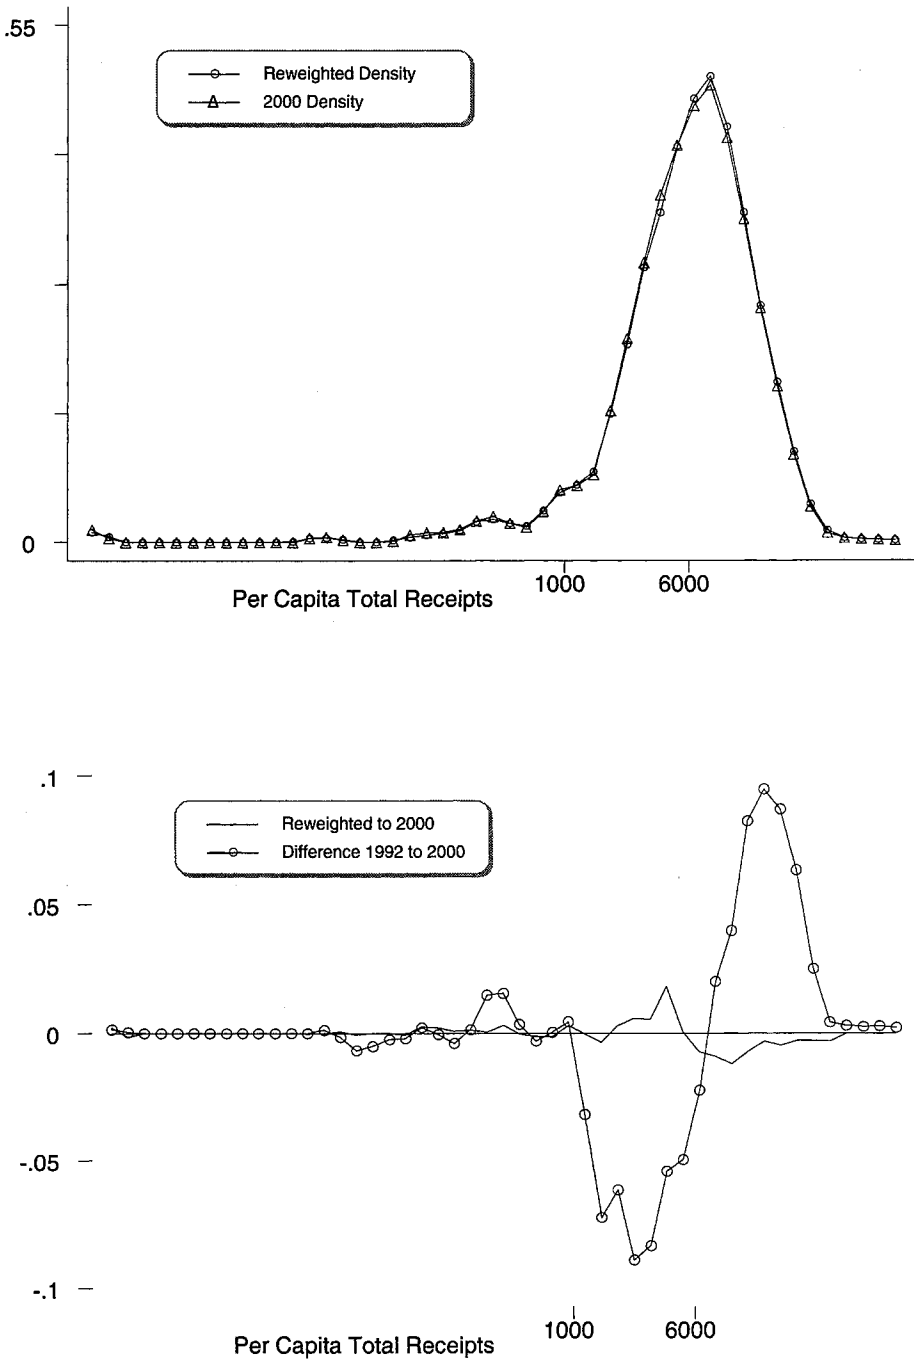 .55
Reweighted Density
2000 Density
0
1000 6000
Per Capita Total Receipts
.1
Reweighted to 2000
Difference 1992 to 2000
.05
0
-.05
-.1
1000 6000
Per Capita Total Receipts